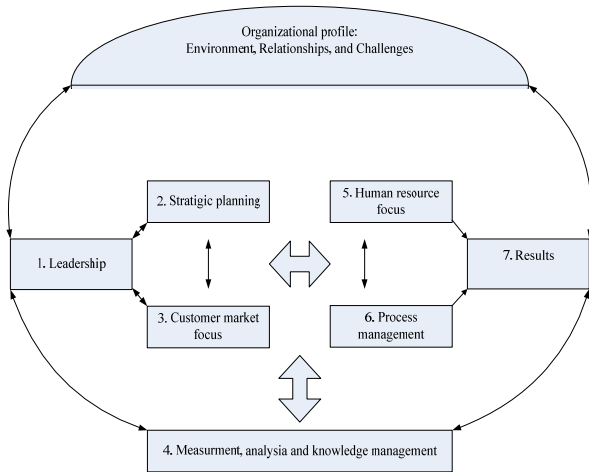 Organizational profile:
Environment, Relationships, and Challenges
2. Stratigic planning
5. Human resource
focus
1. Leadership
7. Results
3. Customer market
focus
6. Process
management
4. Measurment, analysis and knowledge management